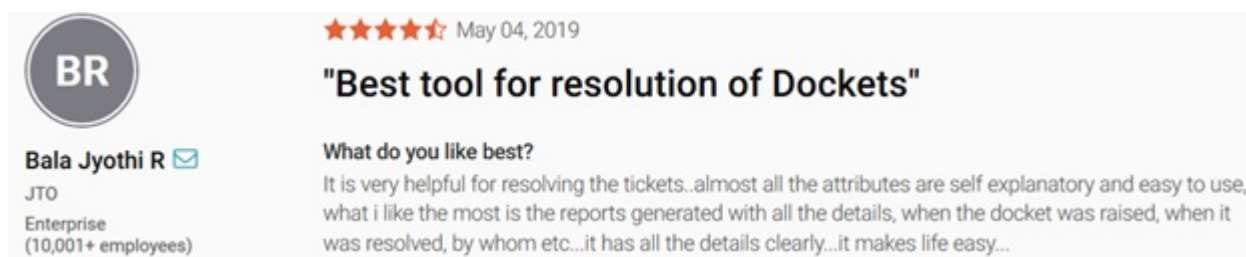 BR
Bala Jyothi R
JTO
Enterprise
(10,001+ employees)
May 04, 2019
"Best tool for resolution of Dockets"
What do you like best?
It is very helpful for resolving the tickets..almost all the attributes are self explanatory and easy to use,
what i like the most is the reports generated with all the details, when the docket was raised, when it
was resolved, by whom etc...it has all the details clearly...it makes life easy...